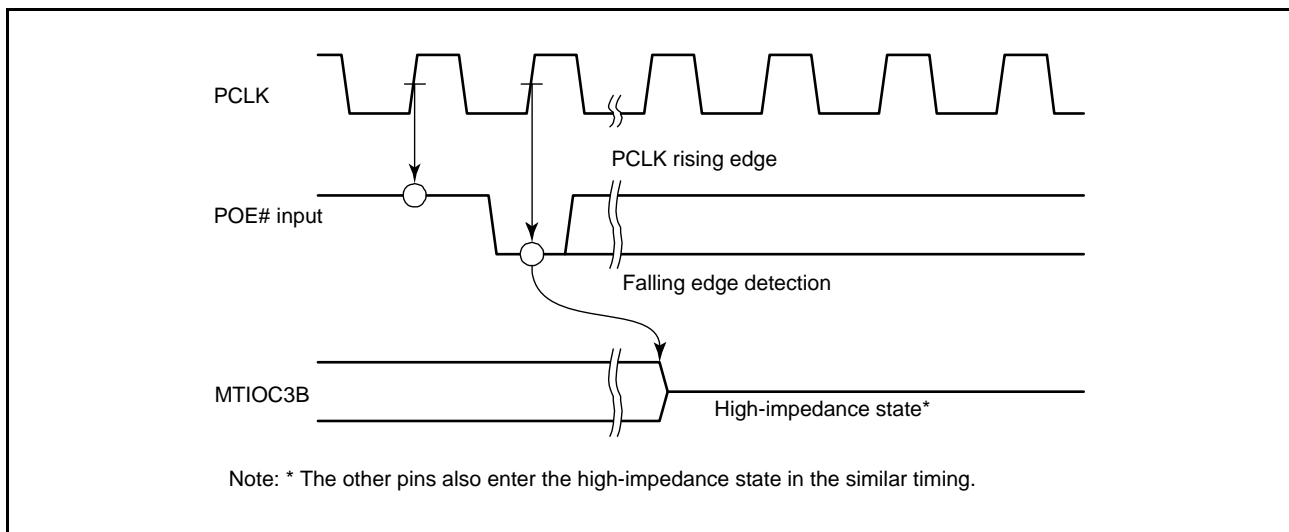 PCLK
PCLK rising edge
POE# input
Falling edge detection
MTIOC3B
High-impedance state*
Note: * The other pins also enter the high-impedance state in the similar timing.